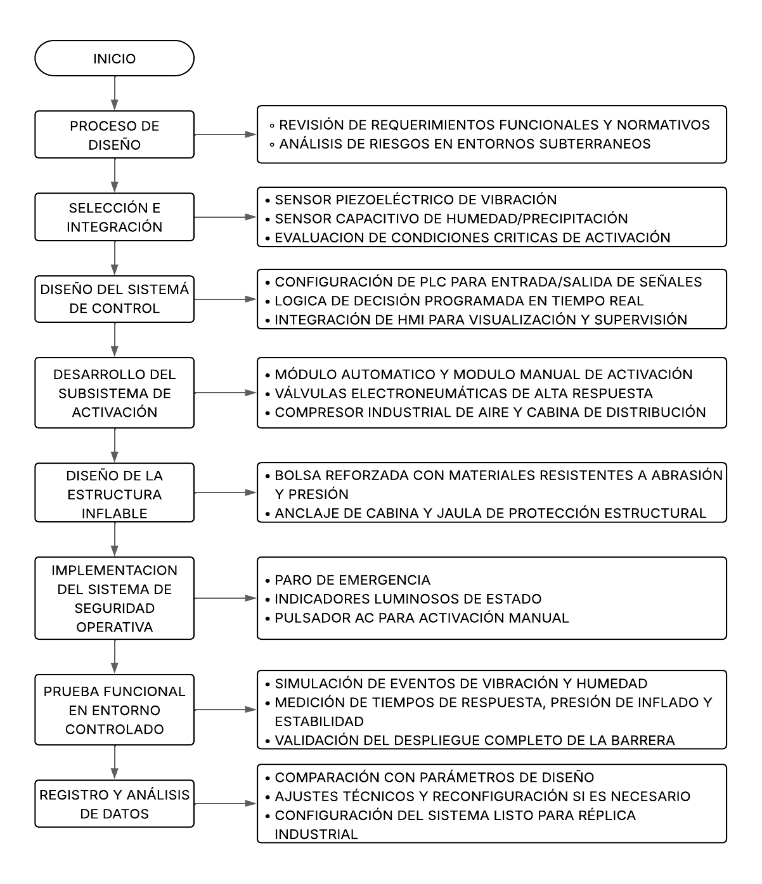 INICIO
PROCESO DE
DISEÑO
◦ REVISIÓN DE REQUERIMIENTOS FUNCIONALES Y NORMATIVOS
◦ ANÁLISIS DE RIESGOS EN ENTORNOS SUBTERRANEOS
SELECCIÓN E
INTEGRACIÓN
• SENSOR PIEZOELÉCTRICO DE VIBRACIÓN
• SENSOR CAPACITIVO DE HUMEDAD/PRECIPITACIÓN
• EVALUACION DE CONDICIONES CRITICAS DE ACTIVACIÓN
DISEÑO DEL SISTEMÁ
DE CONTROL
• CONFIGURACIÓN DE PLC PARA ENTRADA/SALIDA DE SEÑALES
• LOGICA DE DECISIÓN PROGRAMADA EN TIEMPO REAL
• INTEGRACIÓN DE HMI PARA VISUALIZACIÓN Y SUPERVISIÓN
DESARROLLO DEL
SUBSISTEMA DE
ACTIVACIÓN
• MÓDULO AUTOMATICO Y MODULO MANUAL DE ACTIVACIÓN
• VÁLVULAS ELECTRONEUMÁTICAS DE ALTA RESPUESTA
• COMPRESOR INDUSTRIAL DE AIRE Y CABINA DE DISTRIBUCIÓN
DISEÑO DE LA
ESTRUCTURA
INFLABLE
• BOLSA REFORZADA CON MATERIALES RESISTENTES A ABRASIÓN
Y PRESIÓN
• ANCLAJE DE CABINA Y JAULA DE PROTECCIÓN ESTRUCTURAL
IMPLEMENTACION
DEL SISTEMA DE
SEGURIDAD
OPERATIVA
• PARO DE EMERGENCIA
• INDICADORES LUMINOSOS DE ESTADO
• PULSADOR AC PARA ACTIVACIÓN MANUAL
PRUEBA FUNCIONAL
EN ENTORNO
CONTROLADO
• SIMULACIÓN DE EVENTOS DE VIBRACIÓN Y HUMEDAD
• MEDICIÓN DE TIEMPOS DE RESPUESTA, PRESIÓN DE INFLADO Y
ESTABILIDAD
• VALIDACIÓN DEL DESPLIEGUE COMPLETO DE LA BARRERA
REGISTRO Y ANÁLISIS
DE DATOS
• COMPARACIÓN CON PARÁMETROS DE DISEÑO
• AJUSTES TÉCNICOS Y RECONFIGURACIÓN SI ES NECESARIO
• CONFIGURACIÓN DEL SISTEMA LISTO PARA RÉPLICA
INDUSTRIAL